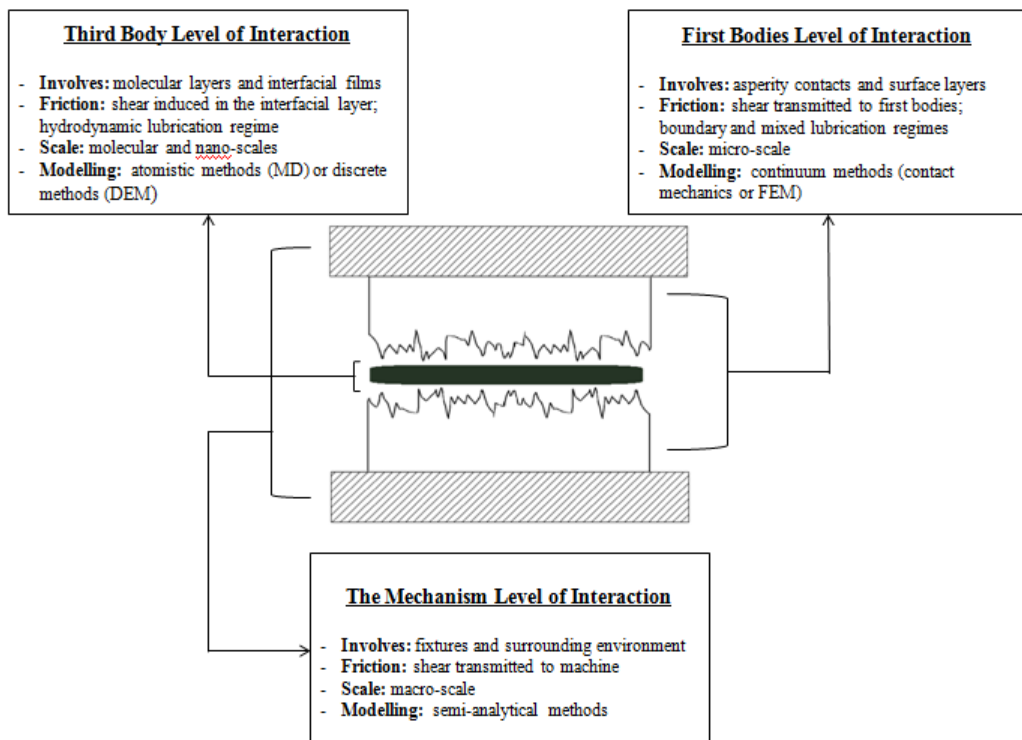 Third Body Level of Interaction
- Involves: molecular layers and interfacial films
- Friction: shear induced in the interfacial layer;
hydrodynamic lubrication regime
- Scale: molecular and nano-scales
- Modelling: atomistic methods (MD) or discrete
methods (DEM)
First Bodies Level of Interaction
- Involves: asperity contacts and surface layers
- Friction: shear transmitted to first bodies;
boundary and mixed lubrication regimes
- Scale: micro-scale
- Modelling: continuum methods (contact
mechanics or FEM)
The Mechanism Level of Interaction
- Involves: fixtures and surrounding environment
- Friction: shear transmitted to machine
- Scale: macro-scale
- Modelling: semi-analytical methods